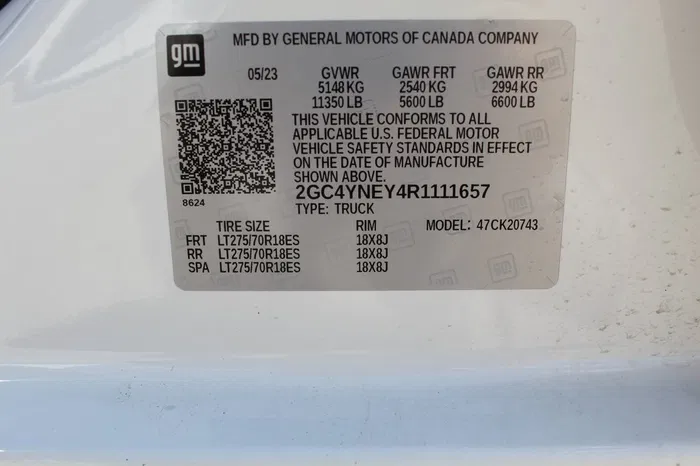 gm
MFD BY GENERAL MOTORS OF CANADA COMPANY
05/23 GVWR GAWR FRT GAWR RR
5148 KG 2540 KG 2994 KG
11350 LB 5600 LB 6600 LB
THIS VEHICLE CONFORMS TO ALL
APPLICABLE U.S. FEDERAL MOTOR
VEHICLE SAFETY STANDARDS IN EFFECT
ON THE DATE OF MANUFACTURE
SHOWN ABOVE.
2GC4YNEY4R1111657
8624 TYPE: TRUCK
TIRE SIZE RIM MODEL: 47CK20743
FRT LT275/70R18ES 18X8J
RR LT275/70R18ES 18X8J
SPA LT275/70R18ES 18X8J